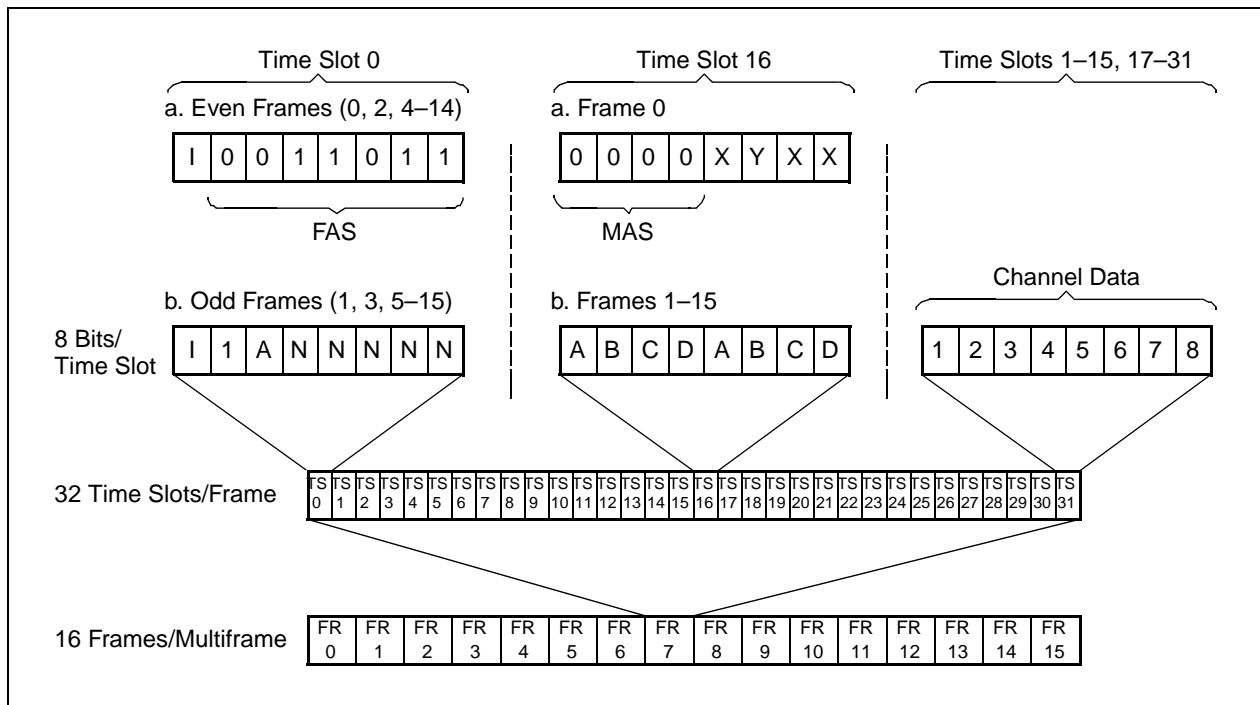 Time Slot 0 Time Slot 16 Time Slots 1–15, 17–31
a. Even Frames (0, 2, 4–14) a. Frame 0
I 0 0 1 1 0 1 1 0 0 0 0 X Y X X
FAS MAS
Channel Data
b. Odd Frames (1, 3, 5–15) b. Frames 1–15
8 Bits/
Time Slot
I 1 A N N N N N A B C D A B C D 1 2 3 4 5 6 7 8
32 Time Slots/Frame
TS TS TS TS TS TS TS TS TS TS TS TS TS TS TS TS TS TS TS TS TS TS TS TS TS TS TS TS TS TS TS TS
0 1 2 3 4 5 6 7 8 9 10 11 12 13 14 15 16 17 18 19 20 21 22 23 24 25 26 27 28 29 30 31
16 Frames/Multiframe
FR FR FR FR FR FR FR FR FR FR FR FR FR FR FR FR
0 1 2 3 4 5 6 7 8 9 10 11 12 13 14 15